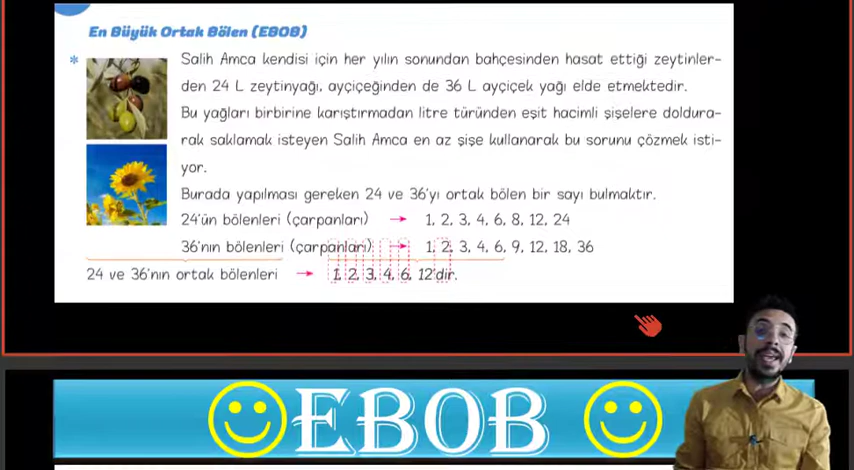 En Büyük Ortak Bölen (EBOB)
* Salih Amca kendisi için her yılın sonundan bahçesinden hasat ettiği zeytinler-
den 24 L zeytinyağı, ayçiçeğinden de 36 L ayçiçek yağı elde etmektedir.
Bu yağları birbirine karıştırmadan litre türünden eşit hacimli şişelere doldura-
rak saklamak isteyen Salih Amca en az şişe kullanarak bu sorunu çözmek isti-
yor.
Burada yapılması gereken 24 ve 36'yı ortak bölen bir sayı bulmaktır.
24'ün bölenleri (çarpanları) → 1, 2, 3, 4, 6, 8, 12, 24
36'nın bölenleri (çarpanları) → 1, 2, 3, 4, 6, 9, 12, 18, 36
24 ve 36'nın ortak bölenleri → 1, 2, 3, 4, 6, 12'dir.
EBOB